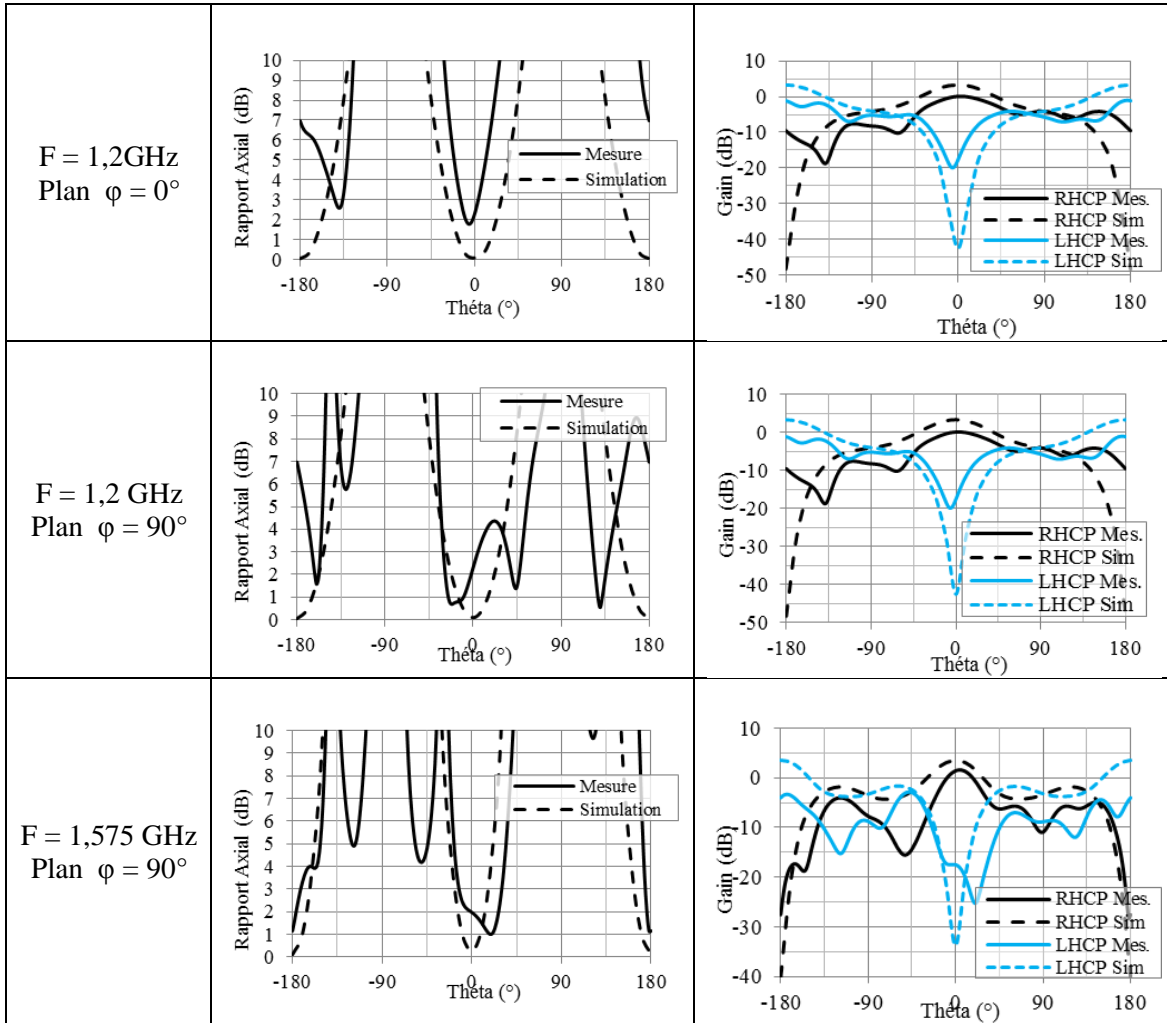 F = 1,2GHz
Plan φ = 0°
Rapport Axial (dB)
10
9
8
7
6
5
4
3
2
1
0
-180
-90
0
90
180
Théta (°)
Mesure
Simulation
Gain (dB)
10
0
-10
-20
-30
-40
-50
-180
-90
0
90
180
Théta (°)
RHCP Mes.
RHCP Sim
LHCP Mes.
LHCP Sim
F = 1,2 GHz
Plan φ = 90°
Rapport Axial (dB)
10
9
8
7
6
5
4
3
2
1
0
-180
-90
0
90
180
Théta (°)
Mesure
Simulation
Gain (dB)
10
0
-10
-20
-30
-40
-50
-180
-90
0
90
180
Théta (°)
RHCP Mes.
RHCP Sim
LHCP Mes.
LHCP Sim
F = 1,575 GHz
Plan φ = 90°
Rapport Axial (dB)
10
9
8
7
6
5
4
3
2
1
0
-180
-90
0
90
180
Théta (°)
Mesure
Simulation
Gain (dB)
10
0
-10
-20
-30
-40
-180
-90
0
90
180
Théta (°)
RHCP Mes.
RHCP Sim
LHCP Mes.
LHCP Sim